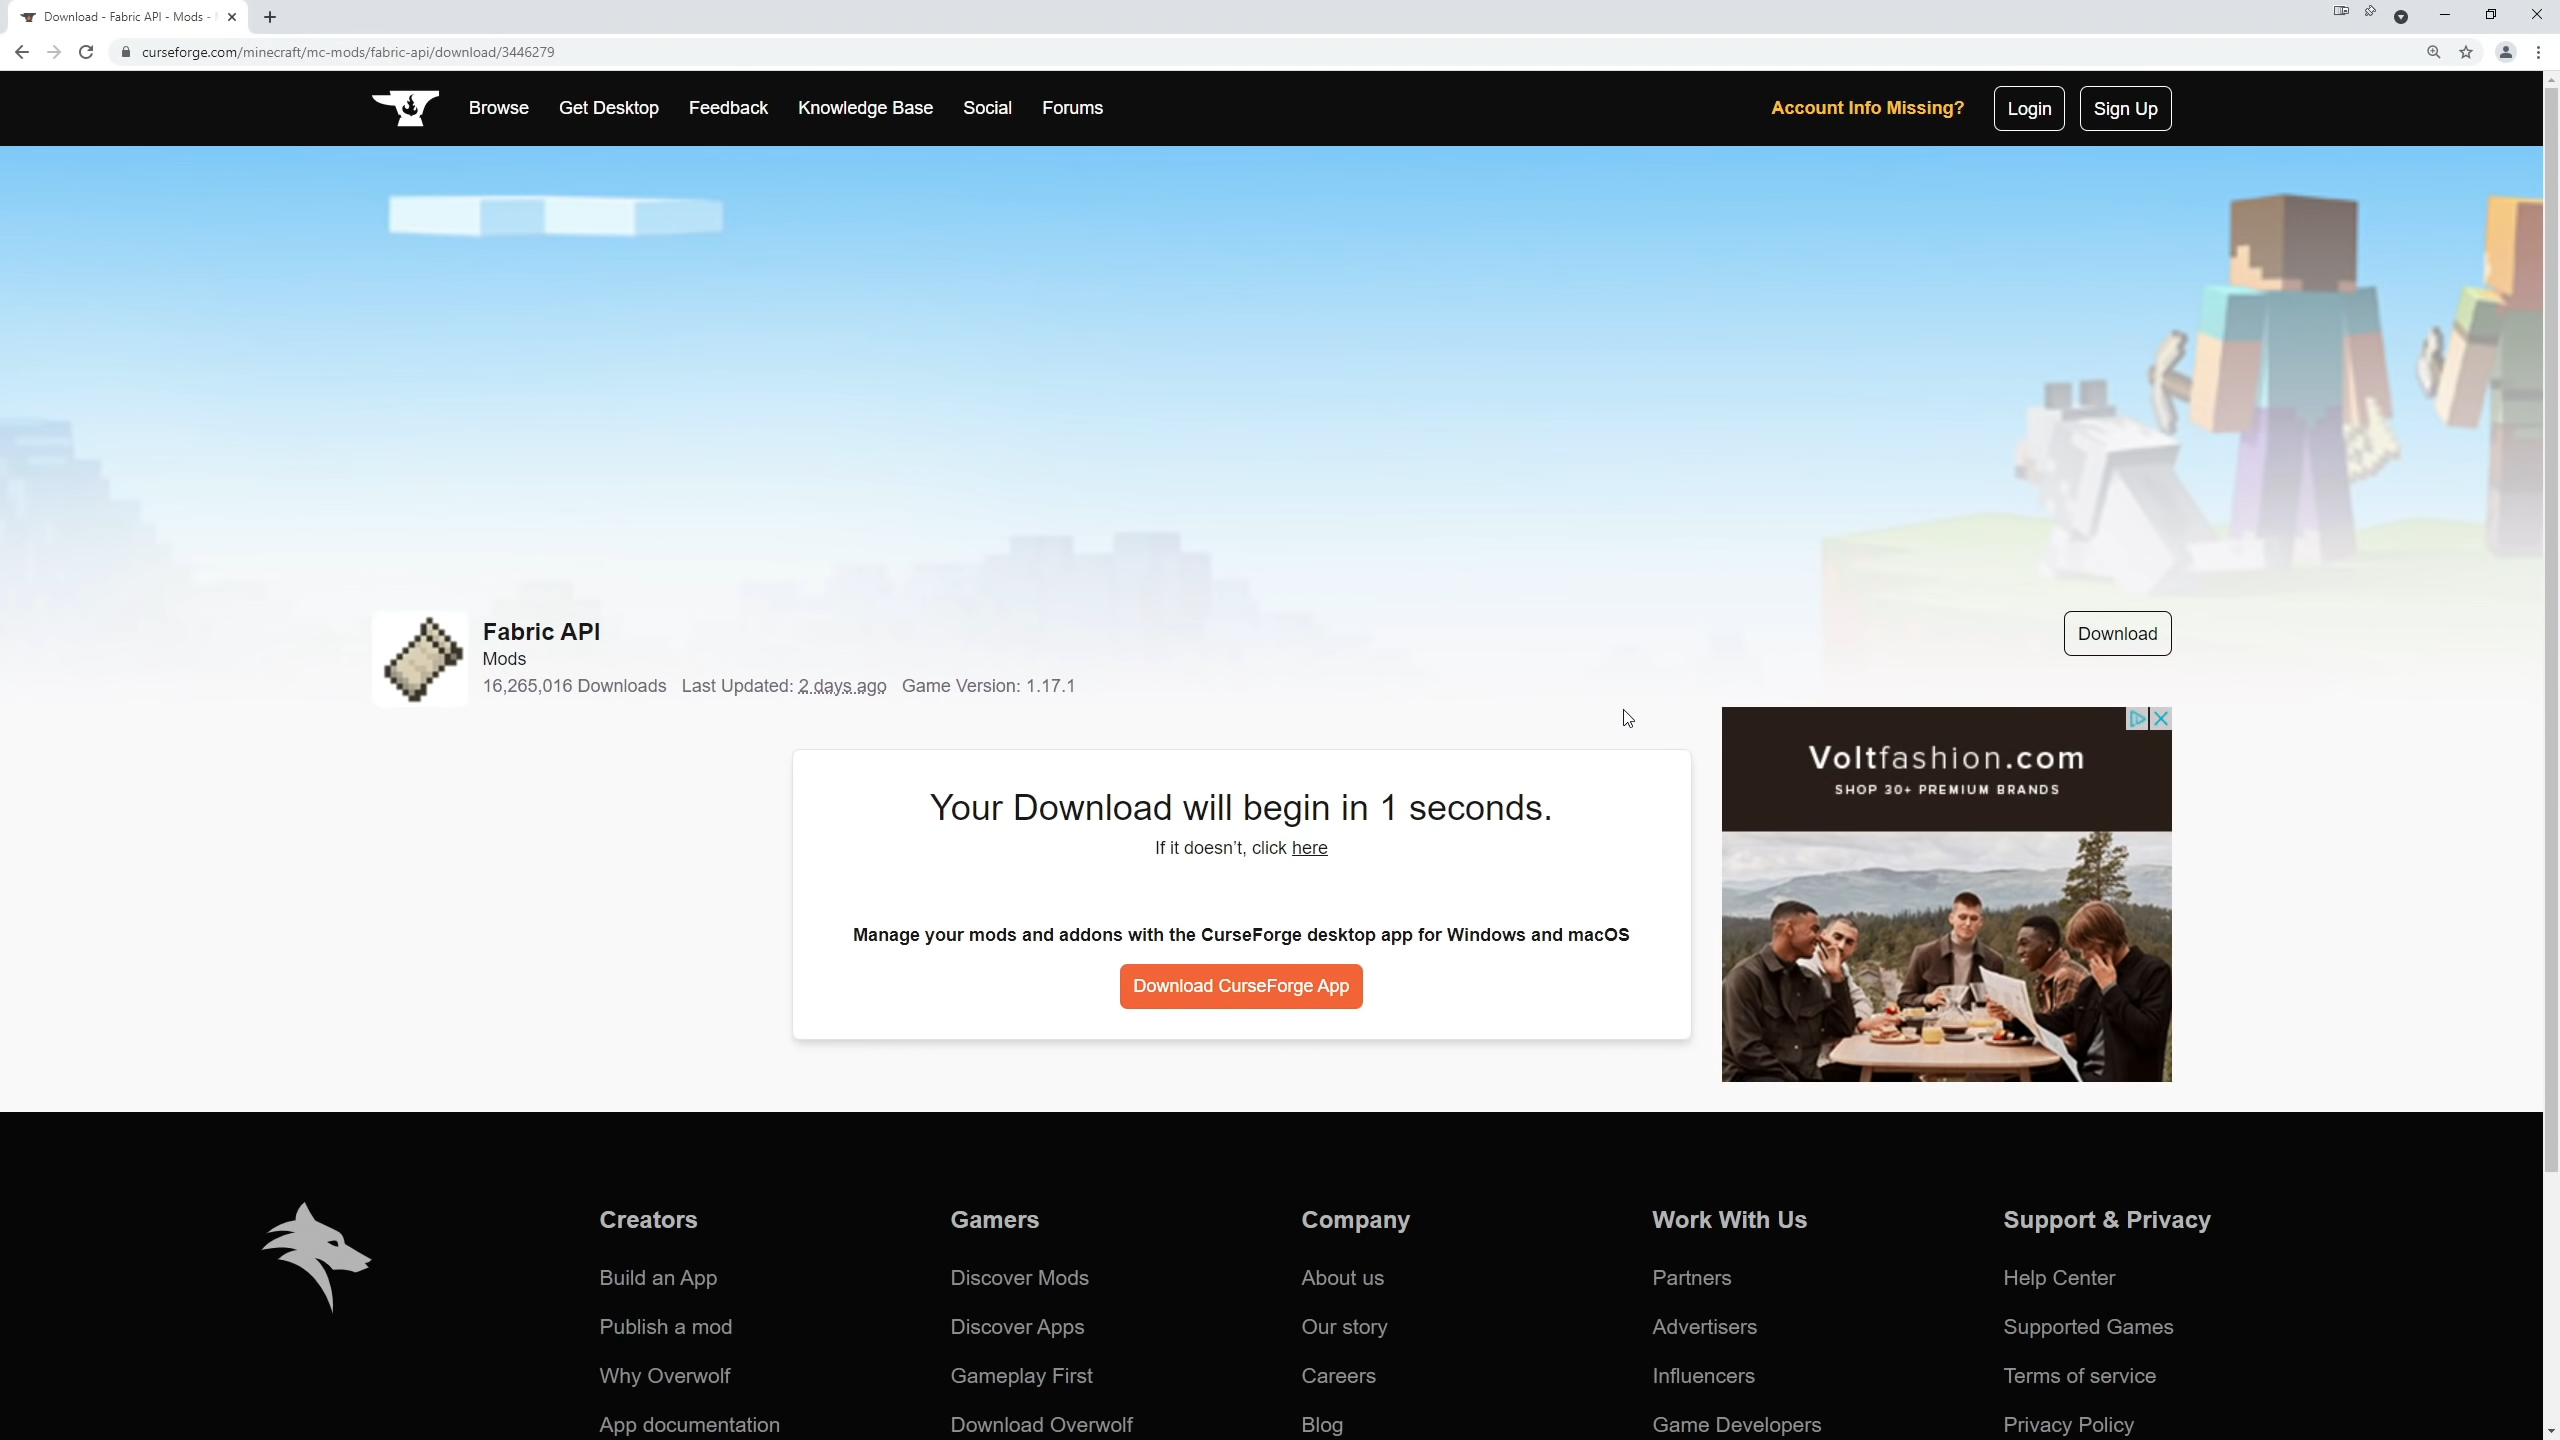 Download - Fabric API - Mods -
curseforge.com/minecraft/mc-mods/fabric-api/download/3446279
Browse
Get Desktop
Feedback
Knowledge Base
Social
Forums
Account Info Missing?
Login
Sign Up
Fabric API
Mods
16,265,016 Downloads Last Updated: 2 days ago Game Version: 1.17.1
Download
Your Download will begin in 1 seconds.
If it doesn't, click here
Manage your mods and addons with the CurseForge desktop app for Windows and macOS
Download CurseForge App
Voltfashion.com
SHOP 30+ PREMIUM BRANDS
Creators
Build an App
Publish a mod
Why Overwolf
App documentation
Gamers
Discover Mods
Discover Apps
Gameplay First
Download Overwolf
Company
About us
Our story
Careers
Blog
Work With Us
Partners
Advertisers
Influencers
Game Developers
Support & Privacy
Help Center
Supported Games
Terms of service
Privacy Policy